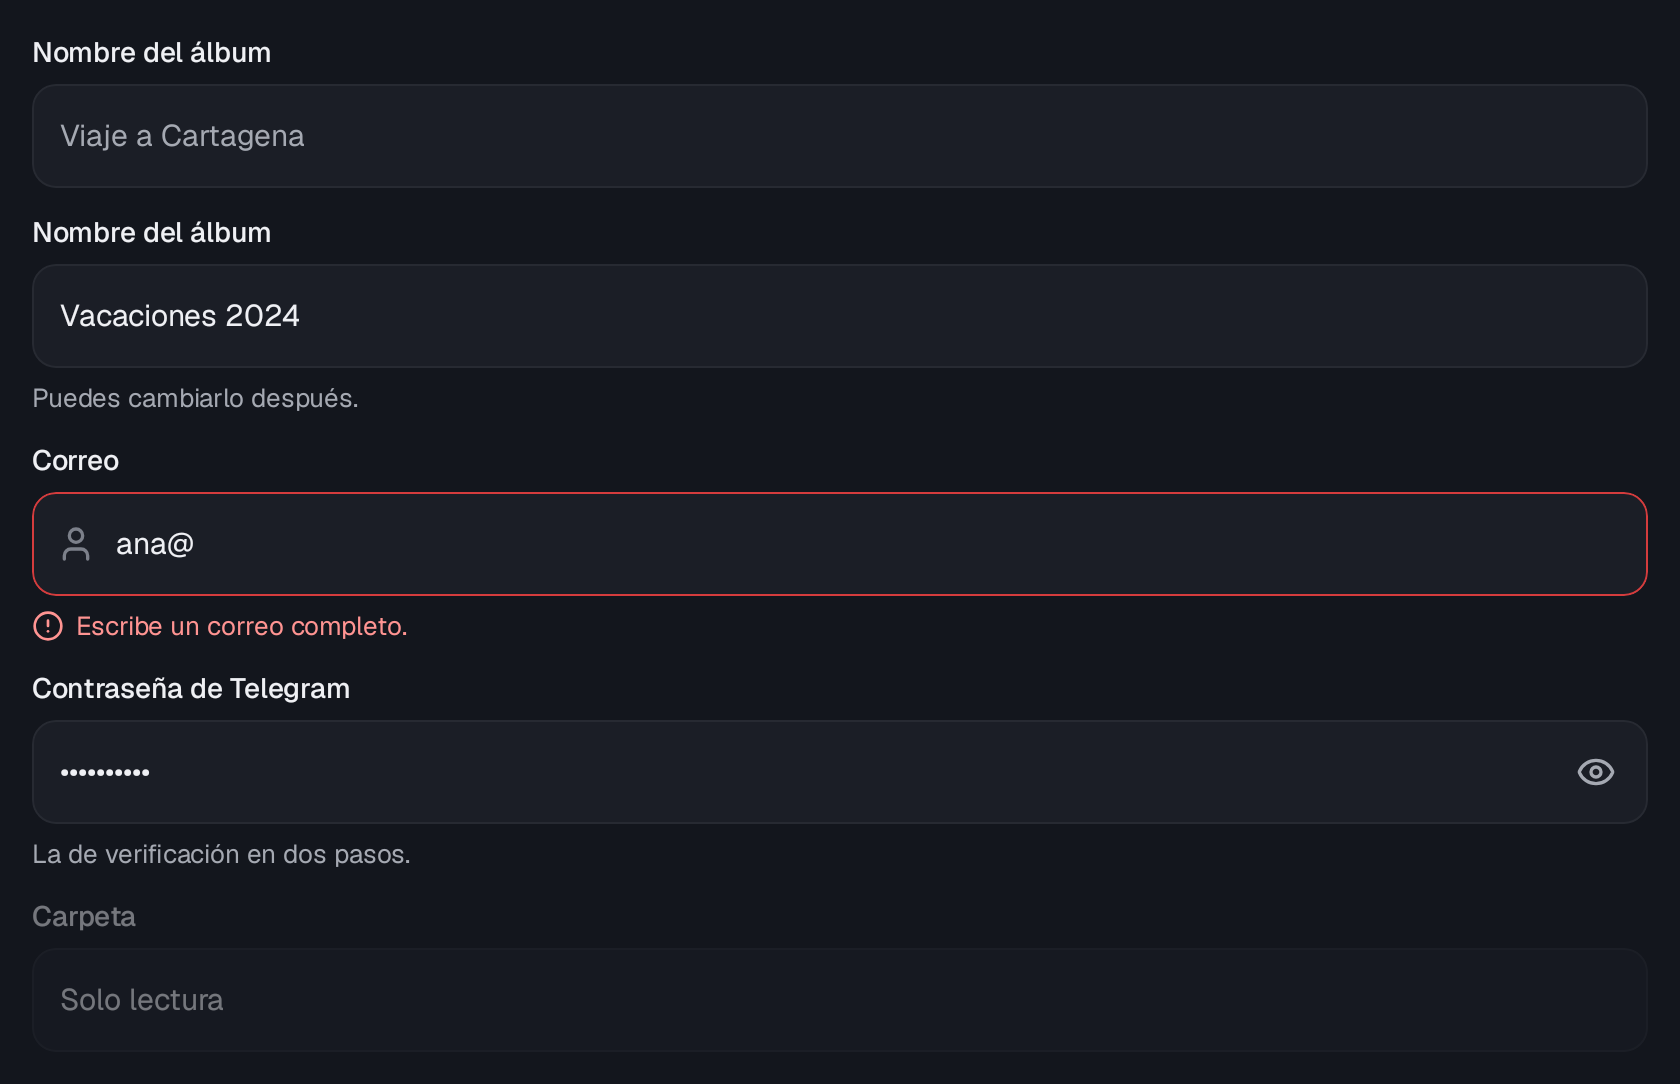 Nombre del álbum
Viaje a Cartagena
Nombre del álbum
Vacaciones 2024
Puedes cambiarlo después.
Correo
ana@
Escribe un correo completo.
Contraseña de Telegram
••••••••••
La de verificación en dos pasos.
Carpeta
Solo lectura